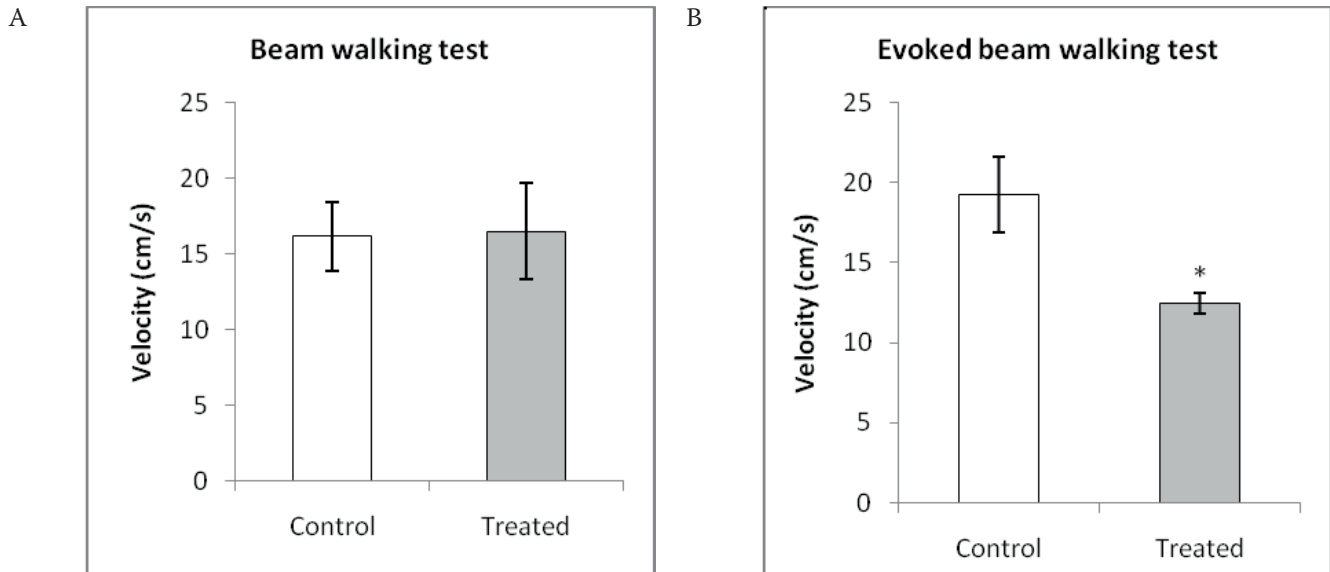 A
Beam walking test
Velocity (cm/s)
25
20
15
10
5
0
Control Treated
B
Evoked beam walking test
Velocity (cm/s)
25
20
15
10
5
0
*
Control Treated